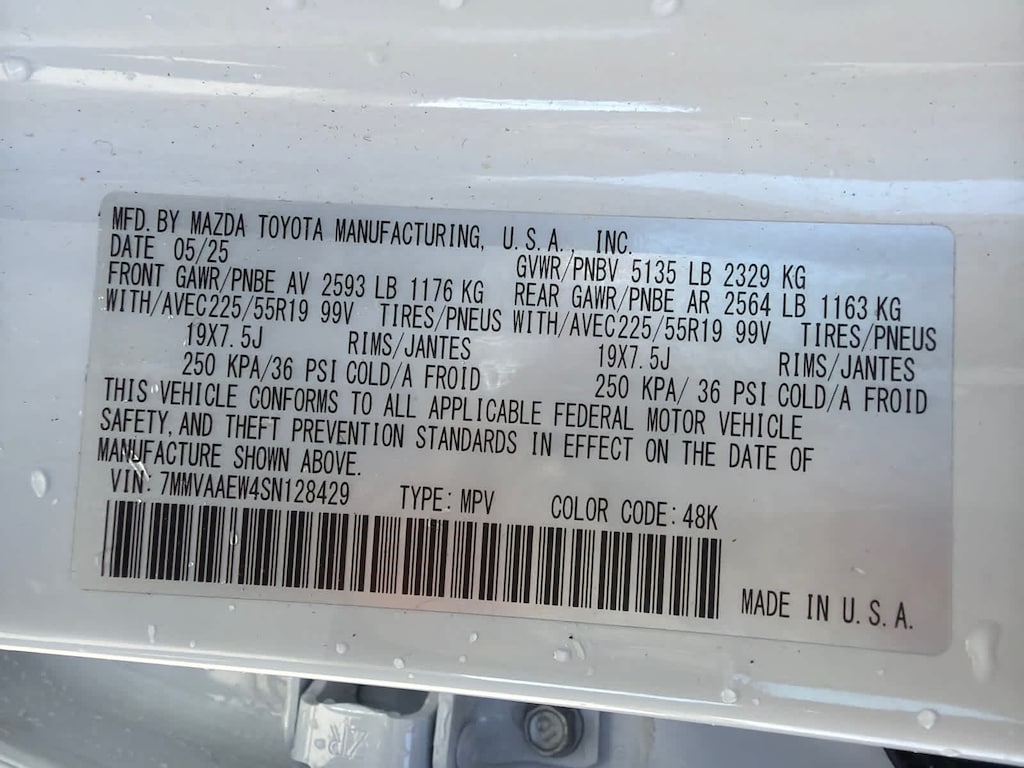 MFD. BY MAZDA TOYOTA MANUFACTURING, U.S.A., INC.
DATE 05/25 GVWR/PNBV 5135 LB 2329 KG
FRONT GAWR/PNBE AV 2593 LB 1176 KG REAR GAWR/PNBE AR 2564 LB 1163 KG
WITH/AVEC225/55R19 99V TIRES/PNEUS WITH/AVEC225/55R19 99V TIRES/PNEUS
19X7.5J RIMS/JANTES 19X7.5J RIMS/JANTES
250 KPA/36 PSI COLD/A FROID 250 KPA/ 36 PSI COLD/A FROID
THIS VEHICLE CONFORMS TO ALL APPLICABLE FEDERAL MOTOR VEHICLE
SAFETY, AND THEFT PREVENTION STANDARDS IN EFFECT ON THE DATE OF
MANUFACTURE SHOWN ABOVE.
VIN: 7MMVAAEW4SN128429 TYPE: MPV COLOR CODE: 48K
MADE IN U.S.A.